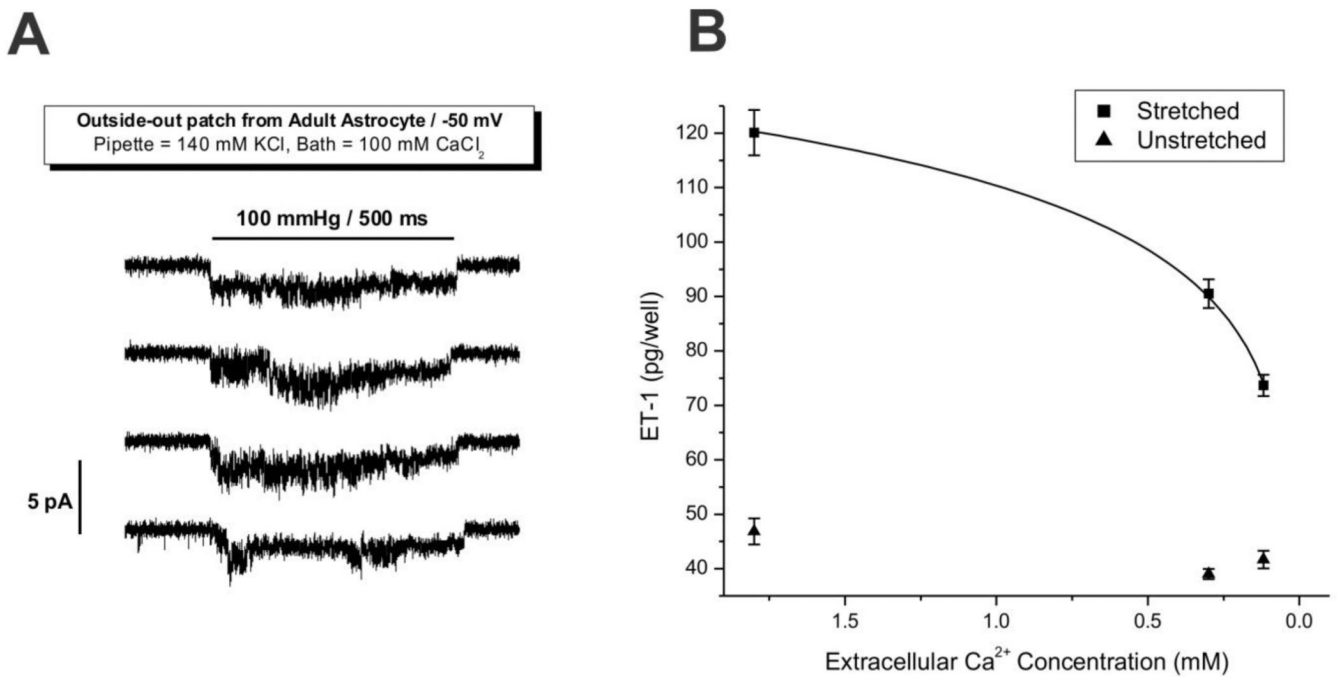 A
Outside-out patch from Adult Astrocyte / -50 mV
Pipette = 140 mM KCl, Bath = 100 mM CaCl₂
100 mmHg / 500 ms
5 pA
B
Stretched
Unstretched
120
110
100
90
80
70
60
50
40
ET-1 (pg/well)
1.5 1.0 0.5 0.0
Extracellular Ca²⁺ Concentration (mM)